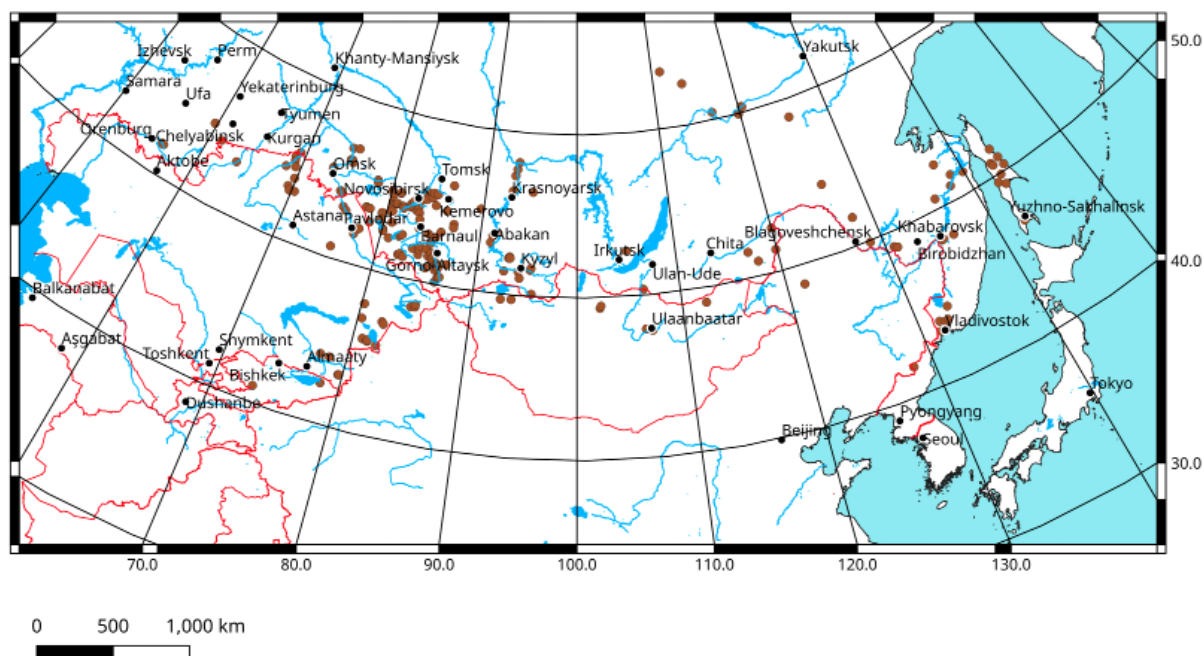 Izhevsk
Perm
Khanty-Mansiysk
Yakutsk
50.0
Samara
Ufa
Yekaterinburg
Tyumen
Orenburg
Chelyabinsk
Kurgan
Aktobe
Omsk
Tomsk
Novosibirsk
Krasnoyarsk
Kemerovo
Astana
Pavlodar
Barnaul
Abakan
Gorno-Altaysk
Kyzyl
Irkutsk
Chita
Ulan-Ude
Blagoveshchensk
Khabarovsk
Birobidzhan
Yuzhno-Sakhalinsk
40.0
Balkanabat
Ulaanbaatar
Vladivostok
Aşgabat
Toshkent
Shymkent
Bishkek
Almaaty
Dushanbe
Tokyo
Pyongyang
Beijing
Seoul
30.0
70.0
80.0
90.0
100.0
110.0
120.0
130.0
0 500 1,000 km